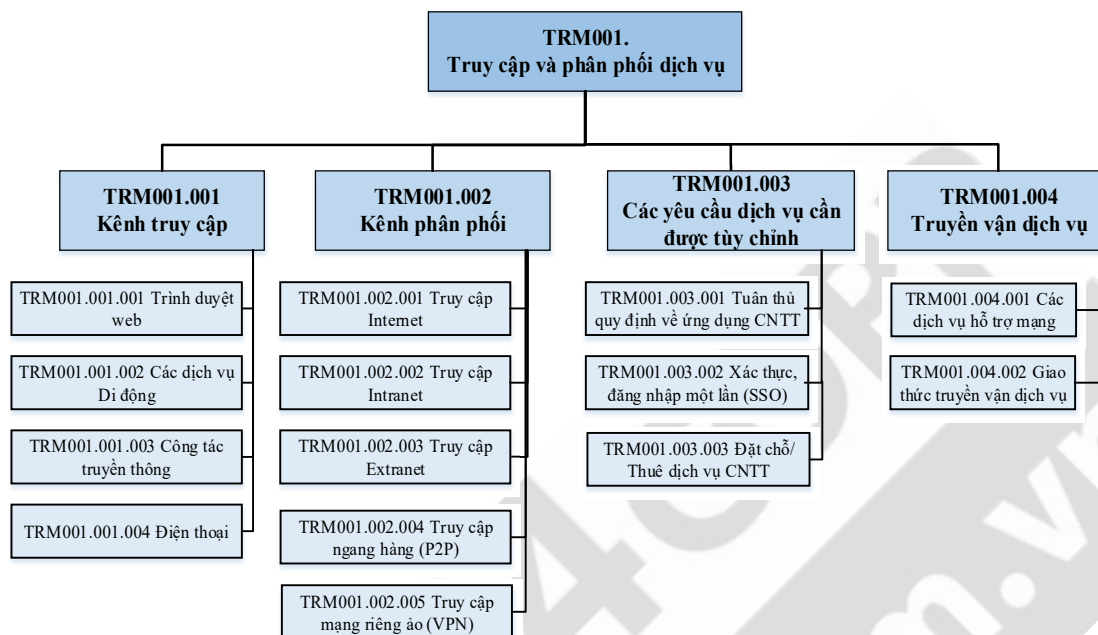 TRM001.
Truy cập và phân phối dịch vụ
TRM001.001
Kênh truy cập
TRM001.001.001 Trình duyệt
web
TRM001.001.002 Các dịch vụ
Di động
TRM001.001.003 Công tác
truyền thông
TRM001.001.004 Điện thoại
TRM001.002
Kênh phân phối
TRM001.002.001 Truy cập
Internet
TRM001.002.002 Truy cập
Intranet
TRM001.002.003 Truy cập
Extranet
TRM001.002.004 Truy cập
ngang hàng (P2P)
TRM001.002.005 Truy cập
mạng riêng ảo (VPN)
TRM001.003
Các yêu cầu dịch vụ cần
được tùy chỉnh
TRM001.003.001 Tuân thủ
quy định về ứng dụng CNTT
TRM001.003.002 Xác thực,
đăng nhập một lần (SSO)
TRM001.003.003 Đặt chỗ/
Thuê dịch vụ CNTT
TRM001.004
Truyền vận dịch vụ
TRM001.004.001 Các
dịch vụ hỗ trợ mạng
TRM001.004.002 Giao
thức truyền vận dịch vụ